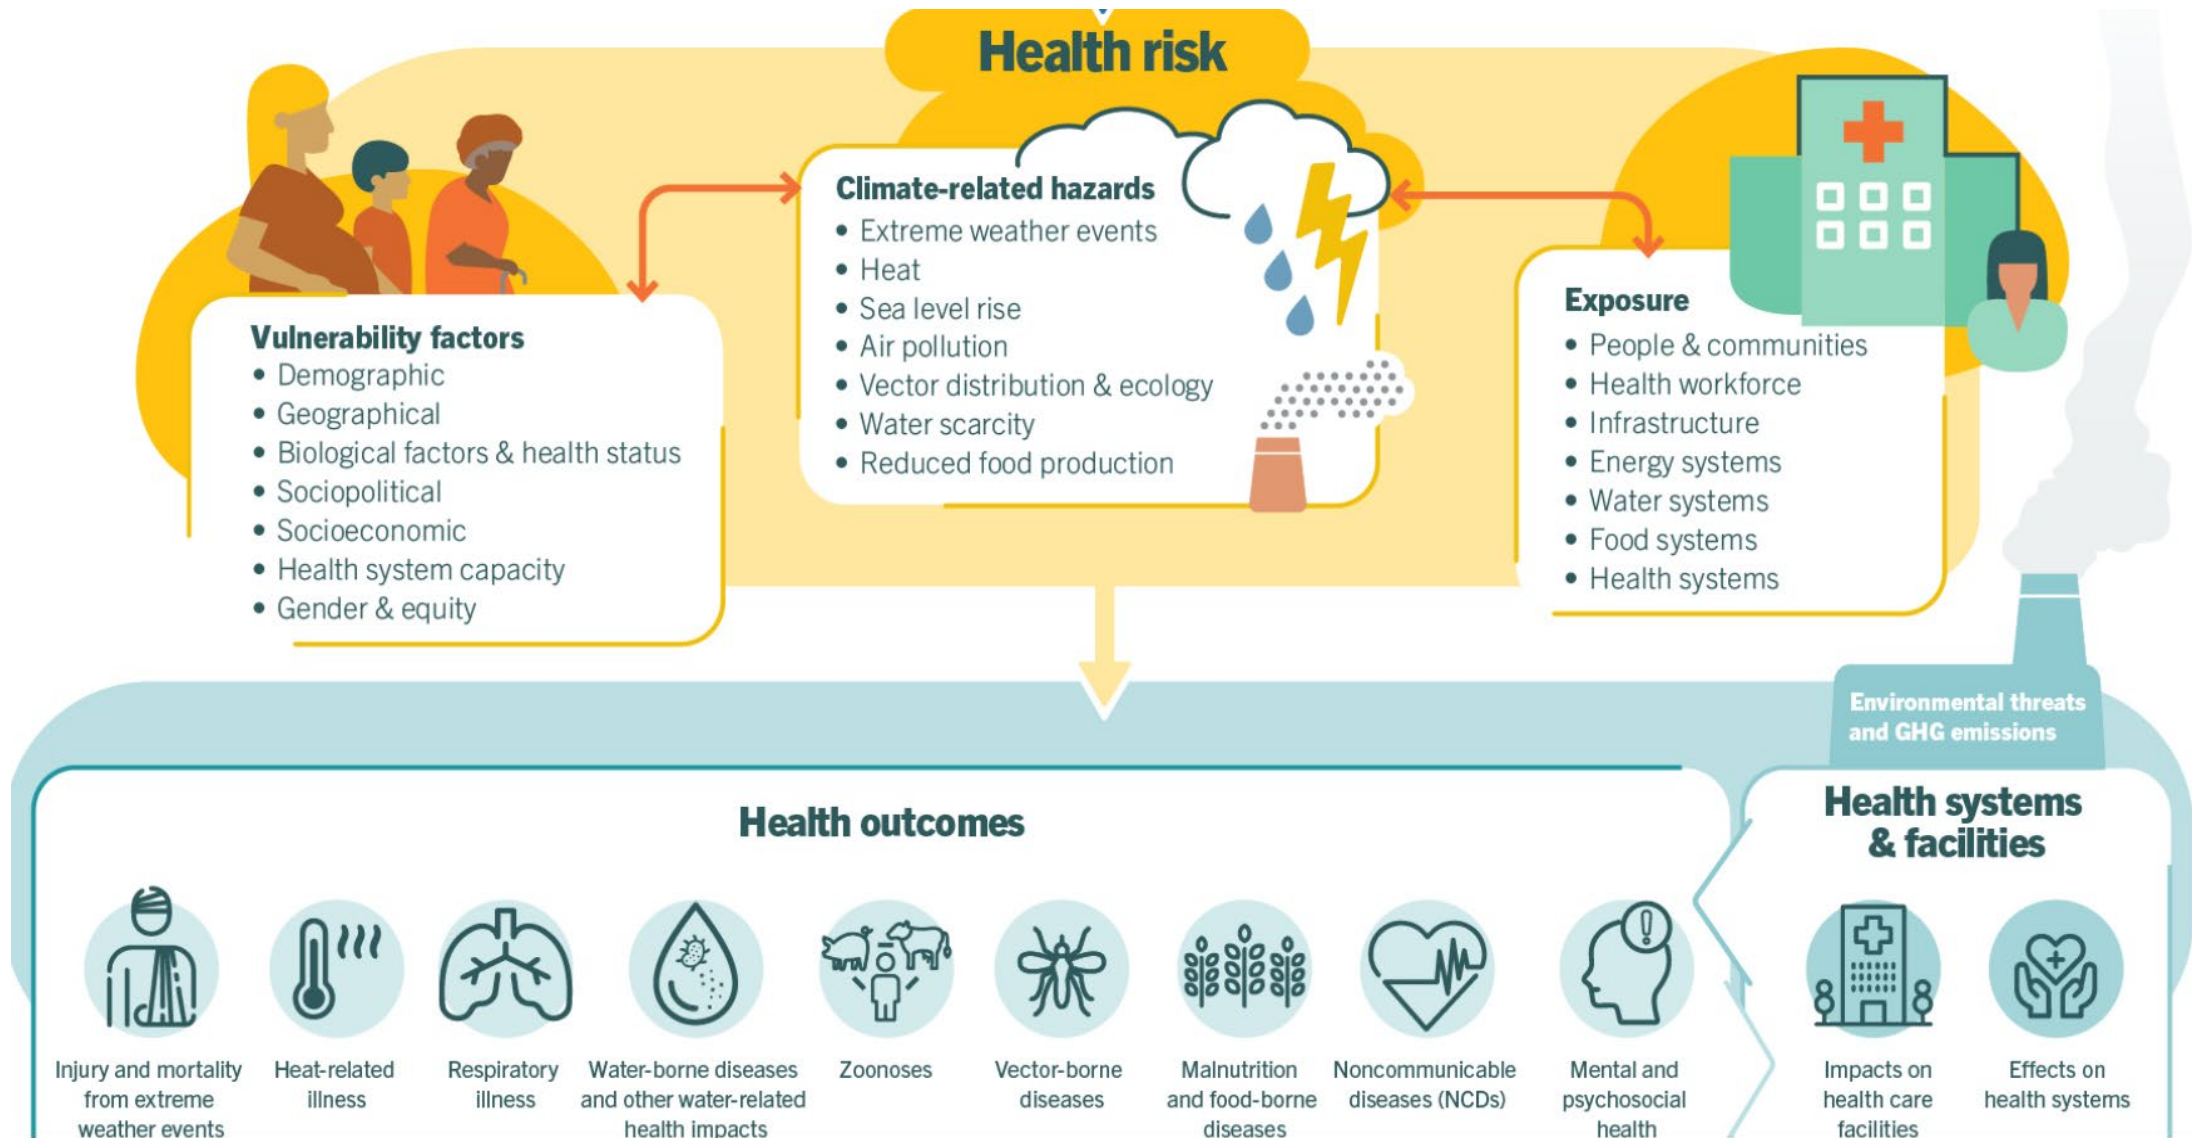 Health risk
Vulnerability factors
• Demographic
• Geographical
• Biological factors & health status
• Sociopolitical
• Socioeconomic
• Health system capacity
• Gender & equity
Climate-related hazards
• Extreme weather events
• Heat
• Sea level rise
• Air pollution
• Vector distribution & ecology
• Water scarcity
• Reduced food production
Exposure
• People & communities
• Health workforce
• Infrastructure
• Energy systems
• Water systems
• Food systems
• Health systems
Environmental threats
and GHG emissions
Health outcomes
Injury and mortality
from extreme
weather events
Heat-related
illness
Respiratory
illness
Water-borne diseases
and other water-related
health impacts
Zoonoses
Vector-borne
diseases
Malnutrition
and food-borne
diseases
Noncommunicable
diseases (NCDs)
Mental and
psychosocial
health
Health systems
& facilities
Impacts on
health care
facilities
Effects on
health systems